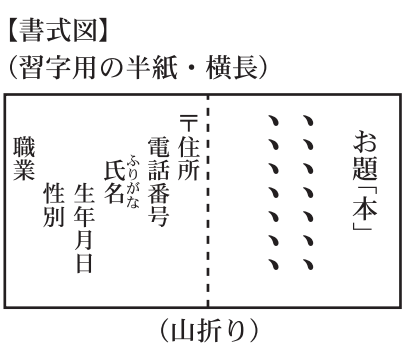 【書式図】
(習字用の半紙・横長)
お題「本」
、、、、、、、
、、、、、、、
〒住所
電話番号
ふりがな
氏名
生年月日
性別
職業
(山折り)